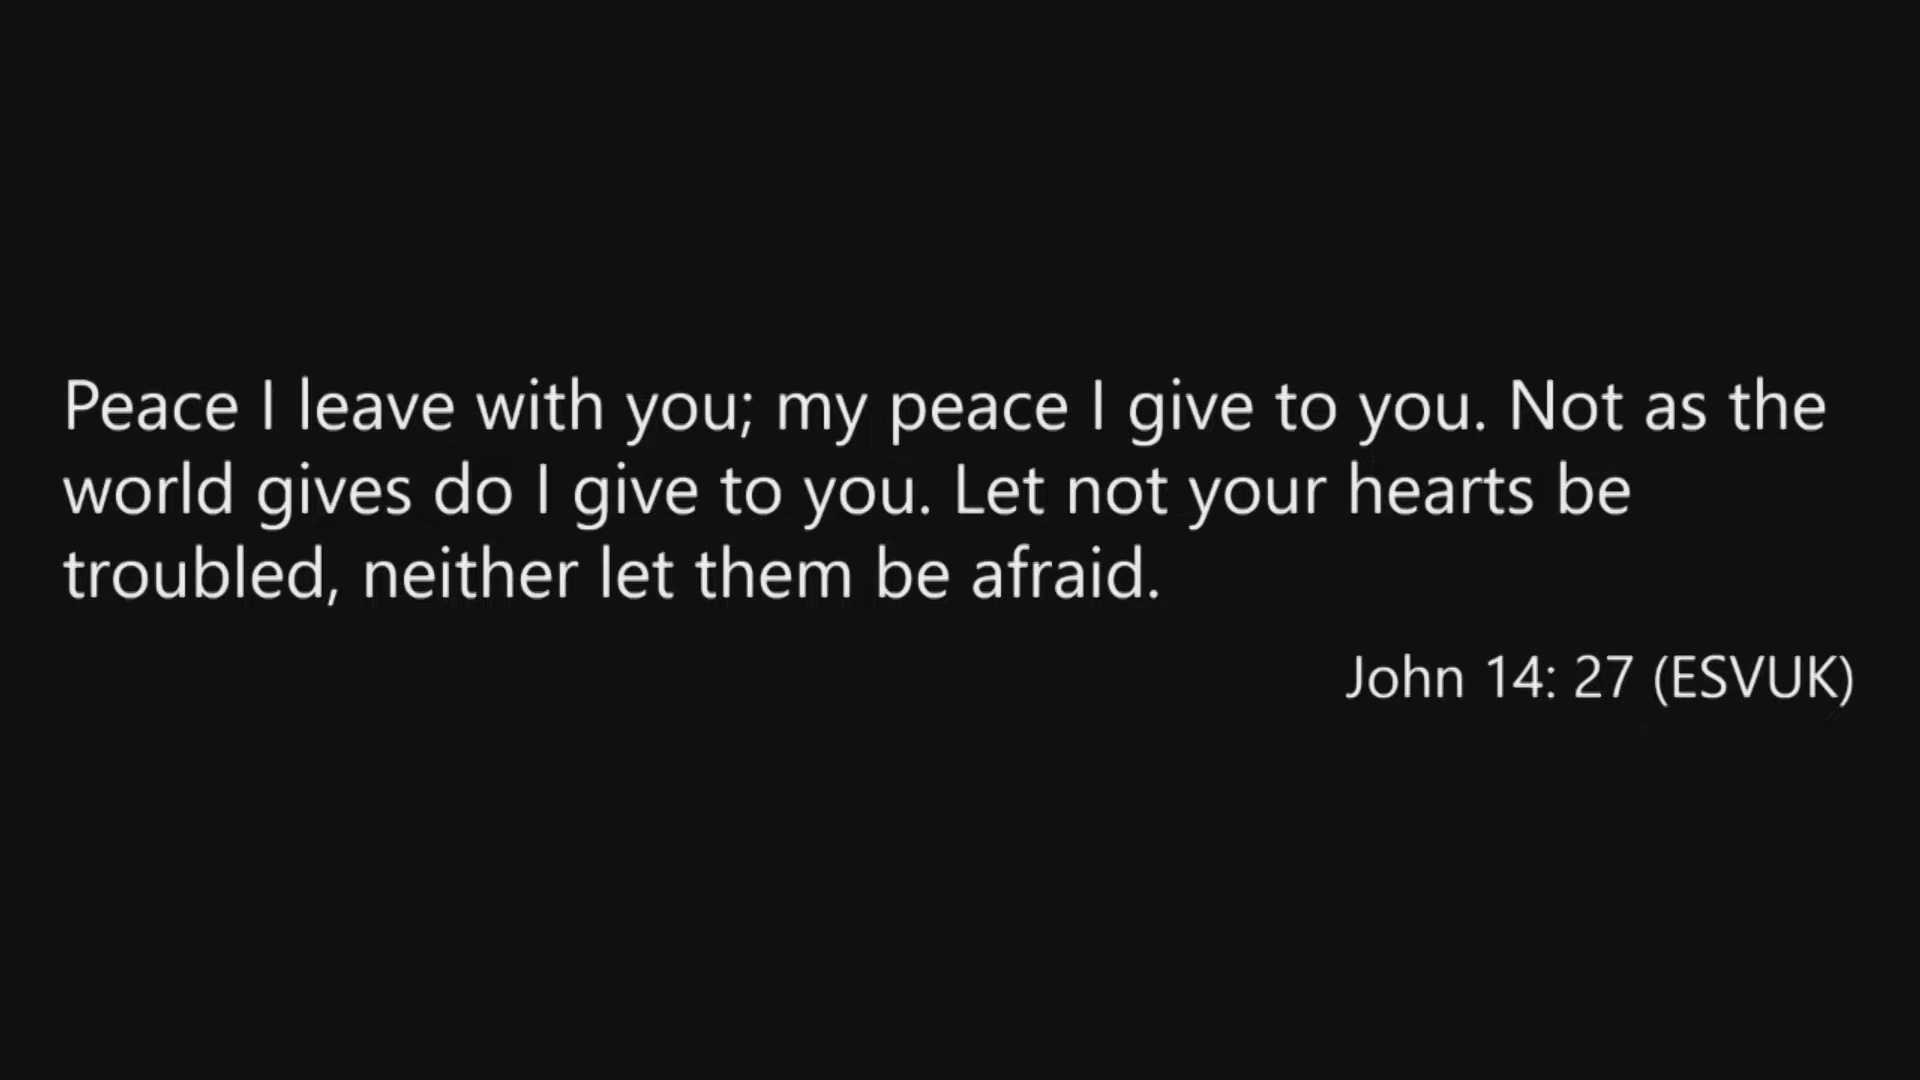 Peace I leave with you; my peace I give to you. Not as the
world gives do I give to you. Let not your hearts be
troubled, neither let them be afraid.
John 14: 27 (ESVUK)